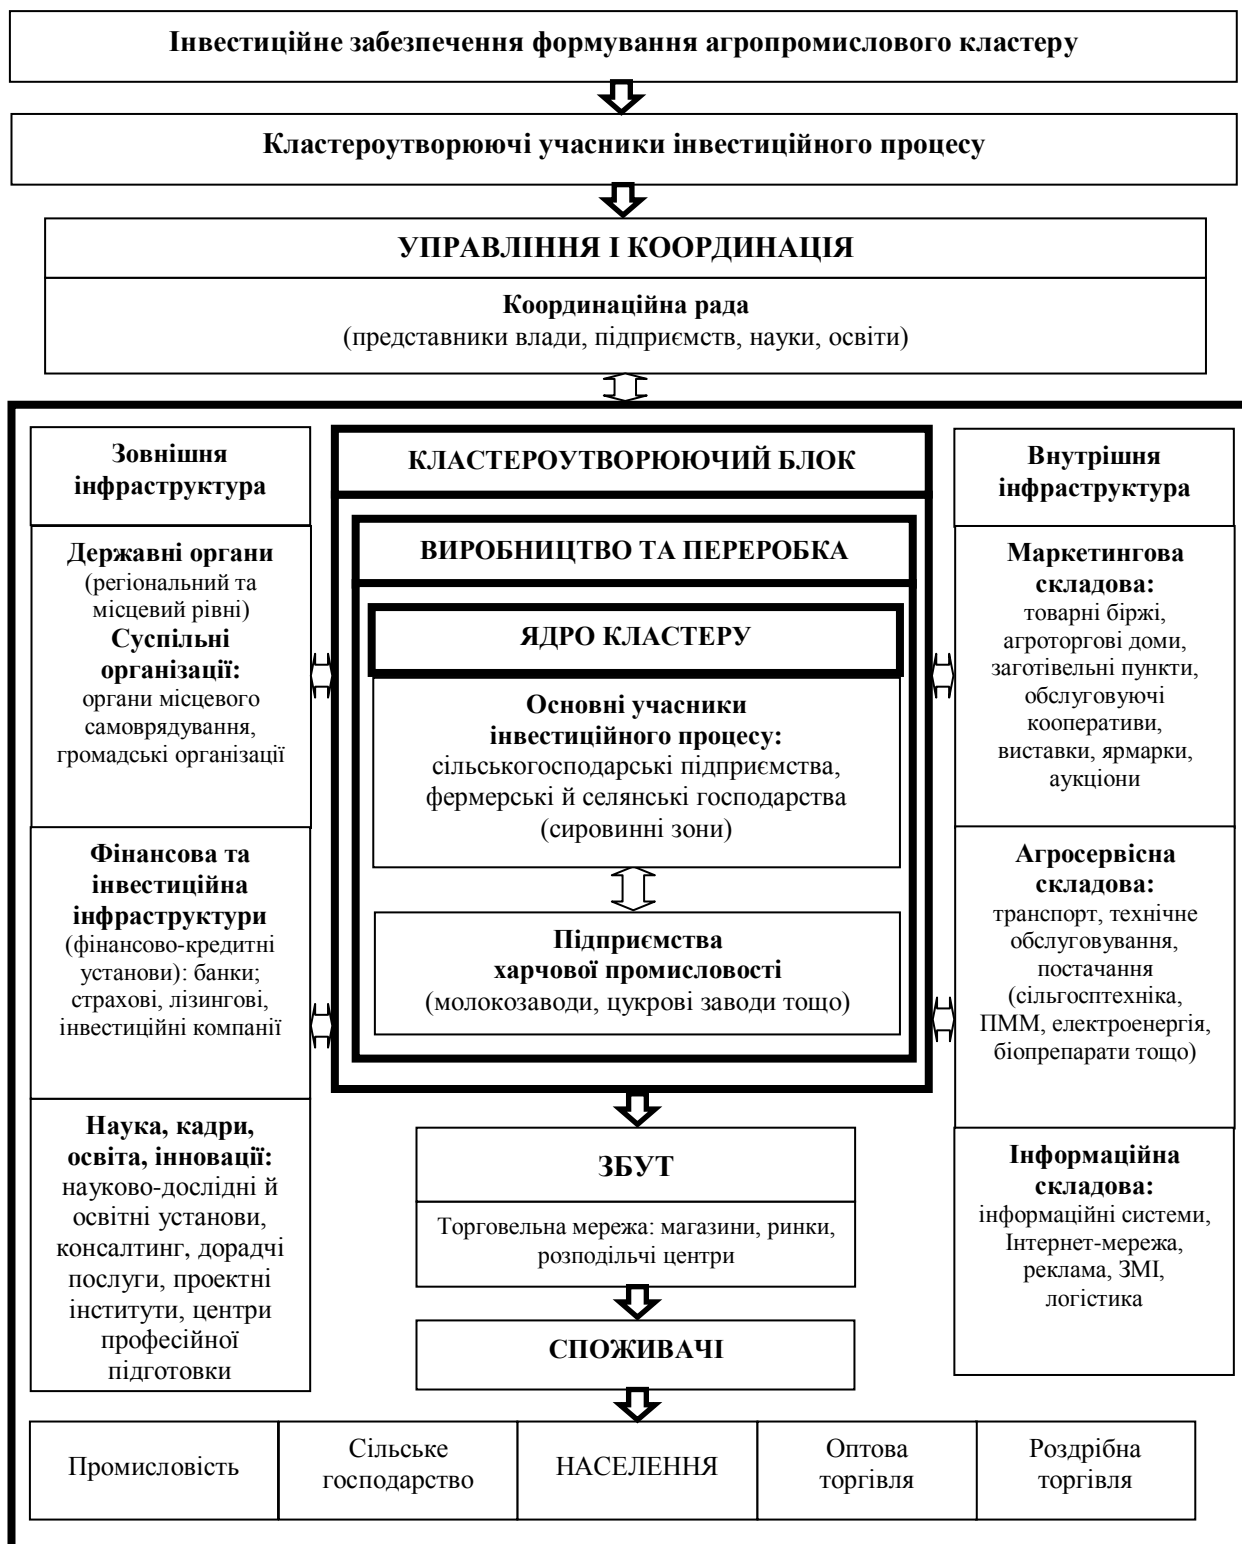 Інвестиційне забезпечення формування агропромислового кластеру
Кластероутворюючі учасники інвестиційного процесу
УПРАВЛІННЯ І КООРДИНАЦІЯ
Координаційна рада
(представники влади, підприємств, науки, освіти)
Зовнішня
інфраструктура
Державні органи
(регіональний та
місцевий рівні)
Суспільні
організації:
органи місцевого
самоврядування,
громадські організації
Фінансова та
інвестиційна
інфраструктури
(фінансово-кредитні
установи): банки;
страхові, лізингові,
інвестиційні компанії
Наука, кадри,
освіта, інновації:
науково-дослідні й
освітні установи,
консалтинг, дорадчі
послуги, проектні
інститути, центри
професійної
підготовки
КЛАСТЕРОУТВОРЮЮЧИЙ БЛОК
ВИРОБНИЦТВО ТА ПЕРЕРОБКА
ЯДРО КЛАСТЕРУ
Основні учасники
інвестиційного процесу:
сільськогосподарські підприємства,
фермерські й селянські господарства
(сировинні зони)
Підприємства
харчової промисловості
(молокозаводи, цукрові заводи тощо)
ЗБУТ
Торговельна мережа: магазини, ринки,
розподільчі центри
СПОЖИВАЧІ
Внутрішня
інфраструктура
Маркетингова
складова:
товарні біржі,
агроторгові доми,
заготівельні пункти,
обслуговуючі
кооперативи,
виставки, ярмарки,
аукціони
Агросервісна
складова:
транспорт, технічне
обслуговування,
постачання
(сільгосптехніка,
ПММ, електроенергія,
біопрепарати тощо)
Інформаційна
складова:
інформаційні системи,
Інтернет-мережа,
реклама, ЗМІ,
логістика
Промисловість
Сільське
господарство
НАСЕЛЕННЯ
Оптова
торгівля
Роздрібна
торгівля